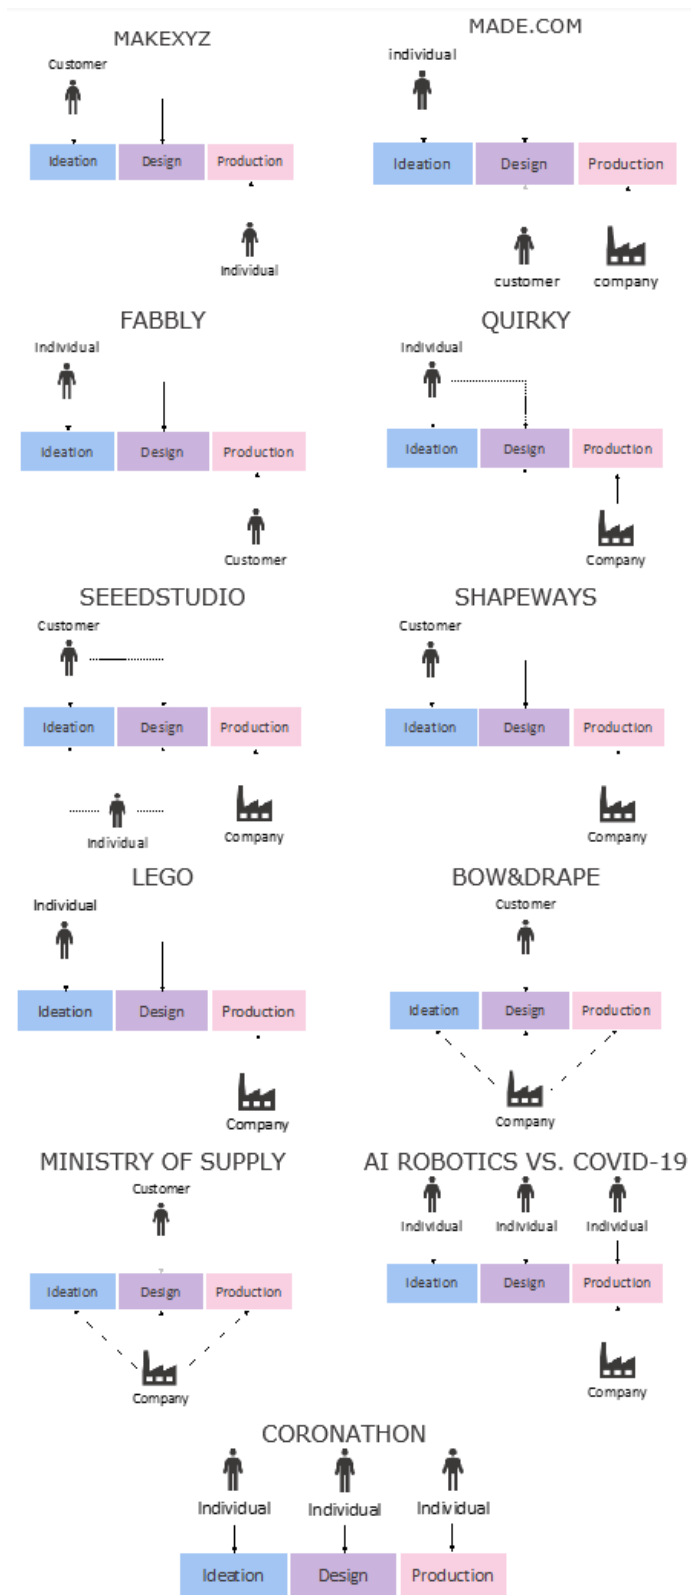 MAKEXYZ
Customer
Ideation Design Production
Individual
MADE.COM
individual
Ideation Design Production
customer company
FABBLY
Individual
Ideation Design Production
Customer
QUIRKY
Individual
Ideation Design Production
Company
SEEEDSTUDIO
Customer
Ideation Design Production
Individual Company
SHAPEWAYS
Customer
Ideation Design Production
Company
LEGO
Individual
Ideation Design Production
Company
BOW&DRAPE
Customer
Ideation Design Production
Company
MINISTRY OF SUPPLY
Customer
Ideation Design Production
Company
AI ROBOTICS VS. COVID-19
Individual Individual Individual
Ideation Design Production
Company
CORONATHON
Individual Individual Individual
Ideation Design Production